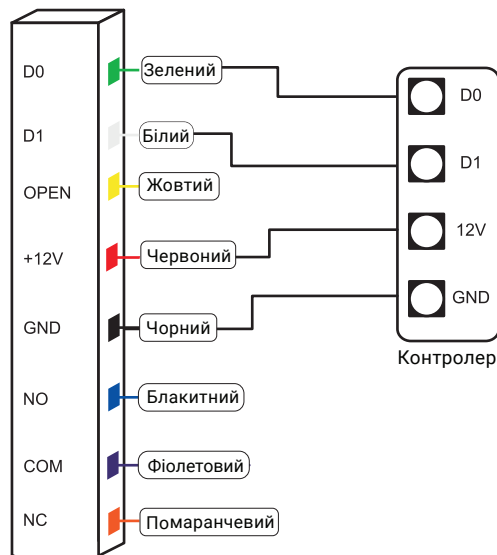 D0 Зелений
D1 Білий
OPEN Жовтий
+12V Червоний
GND Чорний
NO Блакитний
COM Фіолетовий
NC Помаранчевий
D0
D1
12V
GND
Контролер